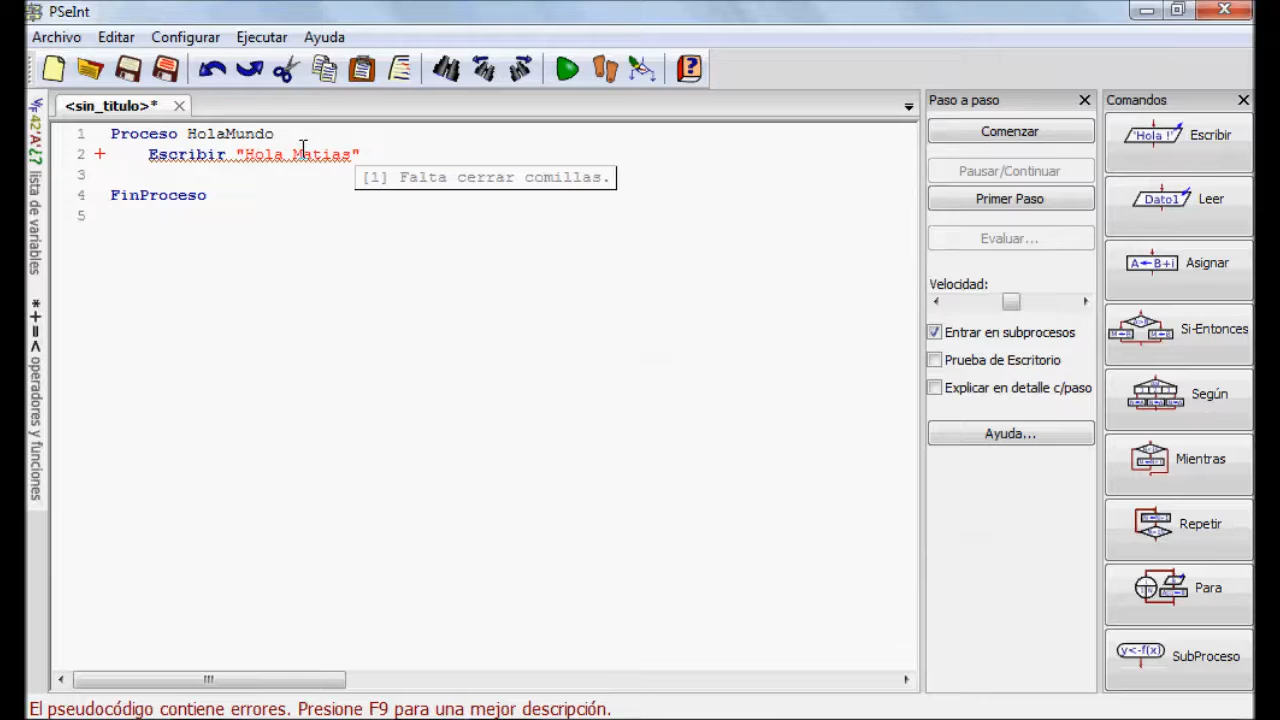 PSeInt
Archivo Editar Configurar Ejecutar Ayuda
<sin_titulo>*
1 Proceso HolaMundo
2 Escribir "Hola Matias"
[1] Falta cerrar comillas.
3
4 FinProceso
5
lista de variables
*+=< operadores y funciones
Paso a paso
Comenzar
Pausar/Continuar
Primer Paso
Evaluar...
Velocidad:
Entrar en subprocesos
Prueba de Escritorio
Explicar en detalle c/paso
Ayuda...
Comandos
'Hola !' Escribir
Dato1 Leer
A←B+i Asignar
Si-Entonces
Según
Mientras
Repetir
Para
y<-f(x) SubProceso
El pseudocódigo contiene errores. Presione F9 para una mejor descripción.